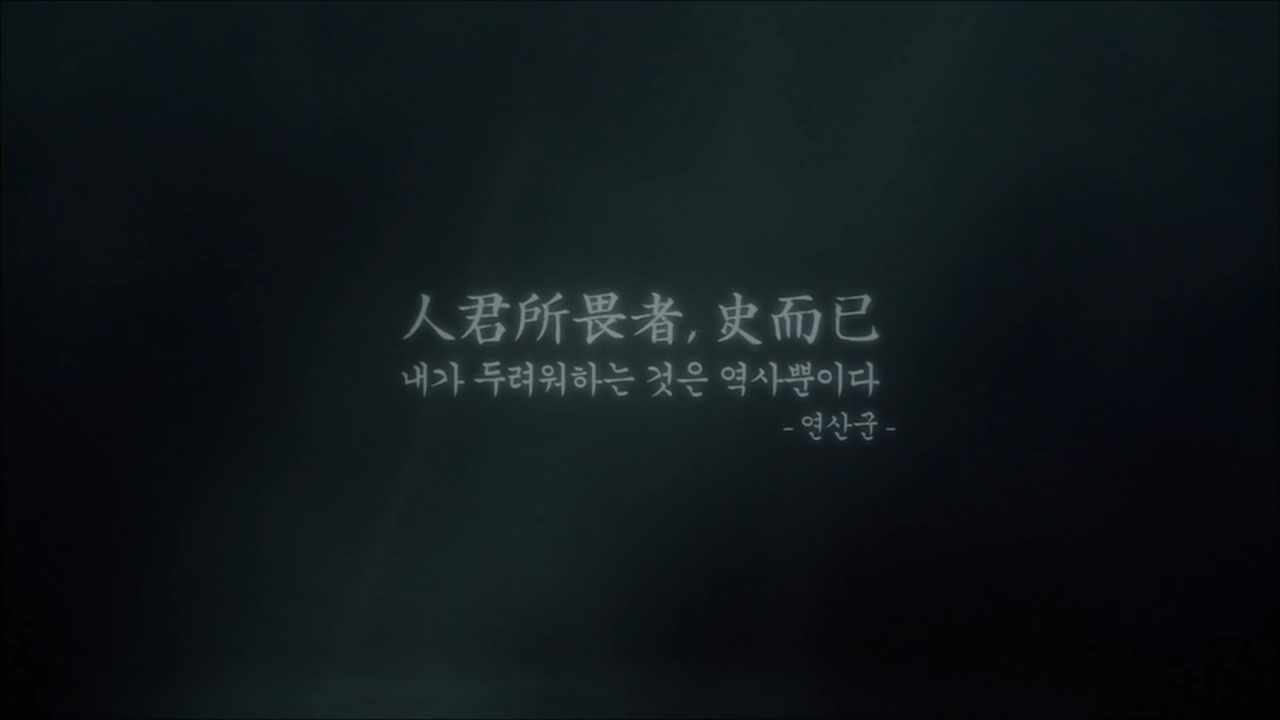 人君所畏者, 史而已
내가 두려워하는 것은 역사뿐이다
- 연산군 -